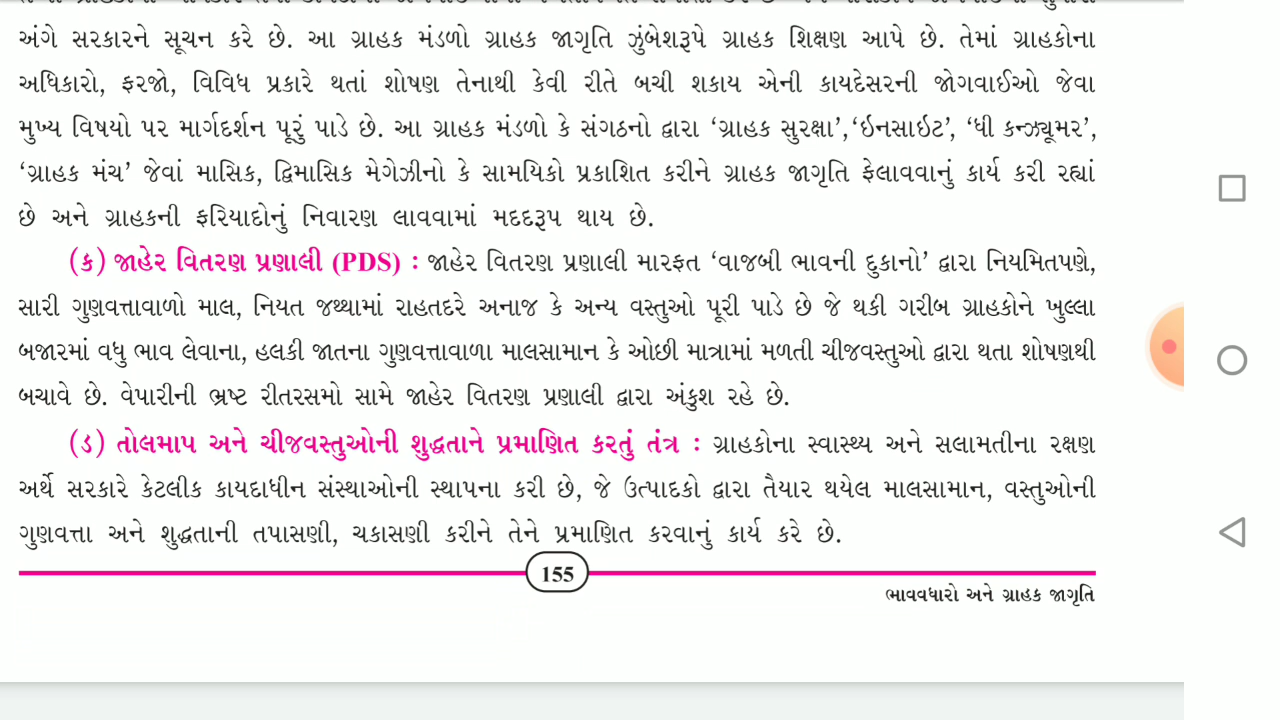 અંગે સરકારને સૂચન કરે છે. આ ગ્રાહક મંડળો ગ્રાહક જાગૃતિ ઝુંબેશરૂપે ગ્રાહક શિક્ષણ આપે છે. તેમાં ગ્રાહકોના
અધિકારો, ફરજો, વિવિધ પ્રકારે થતાં શોષણ તેનાથી કેવી રીતે બચી શકાય એની કાયદેસરની જોગવાઈઓ જેવા
મુખ્ય વિષયો પર માર્ગદર્શન પૂરું પાડે છે. આ ગ્રાહક મંડળો કે સંગઠનો દ્વારા ‘ગ્રાહક સુરક્ષા’,‘ઇનસાઇટ’, ‘ધી કન્ઝ્યૂમર’,
‘ગ્રાહક મંચ’ જેવાં માસિક, દ્વિમાસિક મેગેઝીનો કે સામયિકો પ્રકાશિત કરીને ગ્રાહક જાગૃતિ ફેલાવવાનું કાર્ય કરી રહ્યાં
છે અને ગ્રાહકની ફરિયાદોનું નિવારણ લાવવામાં મદદરૂપ થાય છે.
(ક) જાહેર વિતરણ પ્રણાલી (PDS) : જાહેર વિતરણ પ્રણાલી મારફત ‘વાજબી ભાવની દુકાનો’ દ્વારા નિયમિતપણે,
સારી ગુણવત્તાવાળો માલ, નિયત જથ્થામાં રાહતદરે અનાજ કે અન્ય વસ્તુઓ પૂરી પાડે છે જે થકી ગરીબ ગ્રાહકોને ખુલ્લા
બજારમાં વધુ ભાવ લેવાના, હલકી જાતના ગુણવત્તાવાળા માલસામાન કે ઓછી માત્રામાં મળતી ચીજવસ્તુઓ દ્વારા થતા શોષણથી
બચાવે છે. વેપારીની ભ્રષ્ટ રીતરસમો સામે જાહેર વિતરણ પ્રણાલી દ્વારા અંકુશ રહે છે.
(ડ) તોલમાપ અને ચીજવસ્તુઓની શુદ્ધતાને પ્રમાણિત કરતું તંત્ર : ગ્રાહકોના સ્વાસ્થ્ય અને સલામતીના રક્ષણ
અર્થે સરકારે કેટલીક કાયદાધીન સંસ્થાઓની સ્થાપના કરી છે, જે ઉત્પાદકો દ્વારા તૈયાર થયેલ માલસામાન, વસ્તુઓની
ગુણવત્તા અને શુદ્ધતાની તપાસણી, ચકાસણી કરીને તેને પ્રમાણિત કરવાનું કાર્ય કરે છે.
155
ભાવવધારો અને ગ્રાહક જાગૃતિ